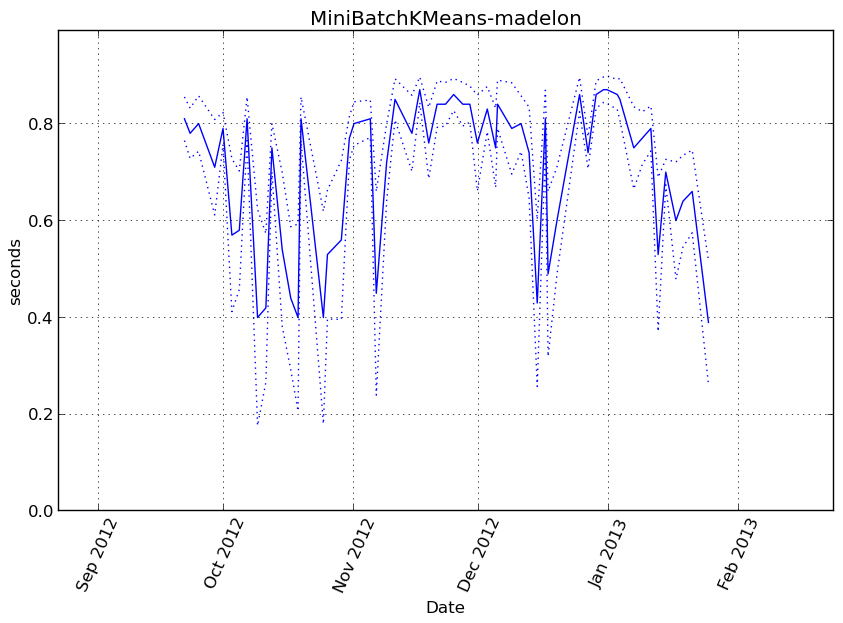 MiniBatchKMeans-madelon
seconds
0.8
0.6
0.4
0.2
0.0
Sep 2012
Oct 2012
Nov 2012
Dec 2012
Jan 2013
Feb 2013
Date